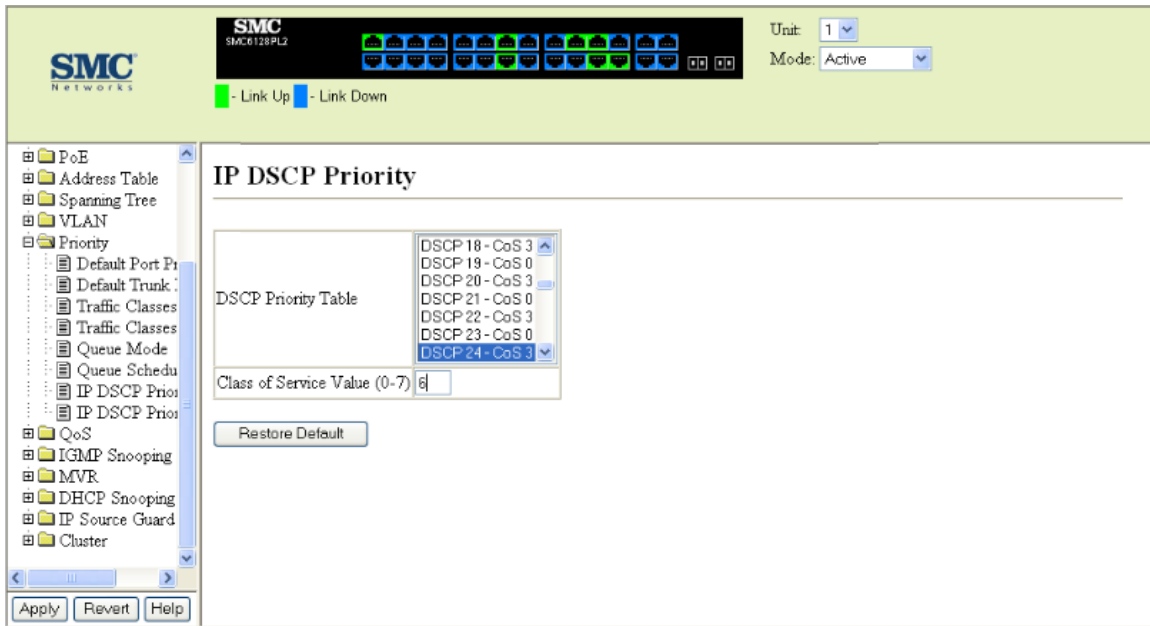 SMC
SMC6128PL2
Unit: 1
Mode: Active
SMC
Networks
- Link Up - Link Down
PoE
Address Table
Spanning Tree
VLAN
Priority
Default Port Pr
Default Trunk
Traffic Classes
Traffic Classes
Queue Mode
Queue Schedu
IP DSCP Prior
IP DSCP Prior
QoS
IGMP Snooping
MVR
DHCP Snooping
IP Source Guard
Cluster
Apply Revert Help
IP DSCP Priority
DSCP Priority Table
DSCP 18 - CoS 3
DSCP 19 - CoS 0
DSCP 20 - CoS 3
DSCP 21 - CoS 0
DSCP 22 - CoS 3
DSCP 23 - CoS 0
DSCP 24 - CoS 3
Class of Service Value (0-7) 6
Restore Default